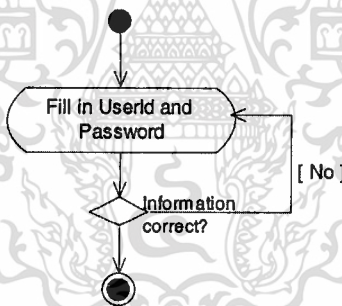 Fill in UserId and
Password
[ No ]
Information
correct?